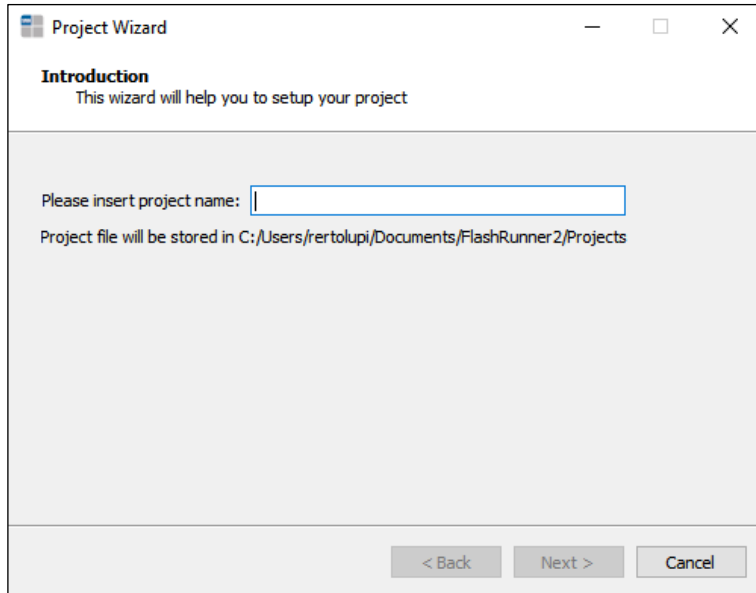 Project Wizard
Introduction
This wizard will help you to setup your project
Please insert project name:
Project file will be stored in C:/Users/rertolupi/Documents/FlashRunner2/Projects
< Back Next > Cancel